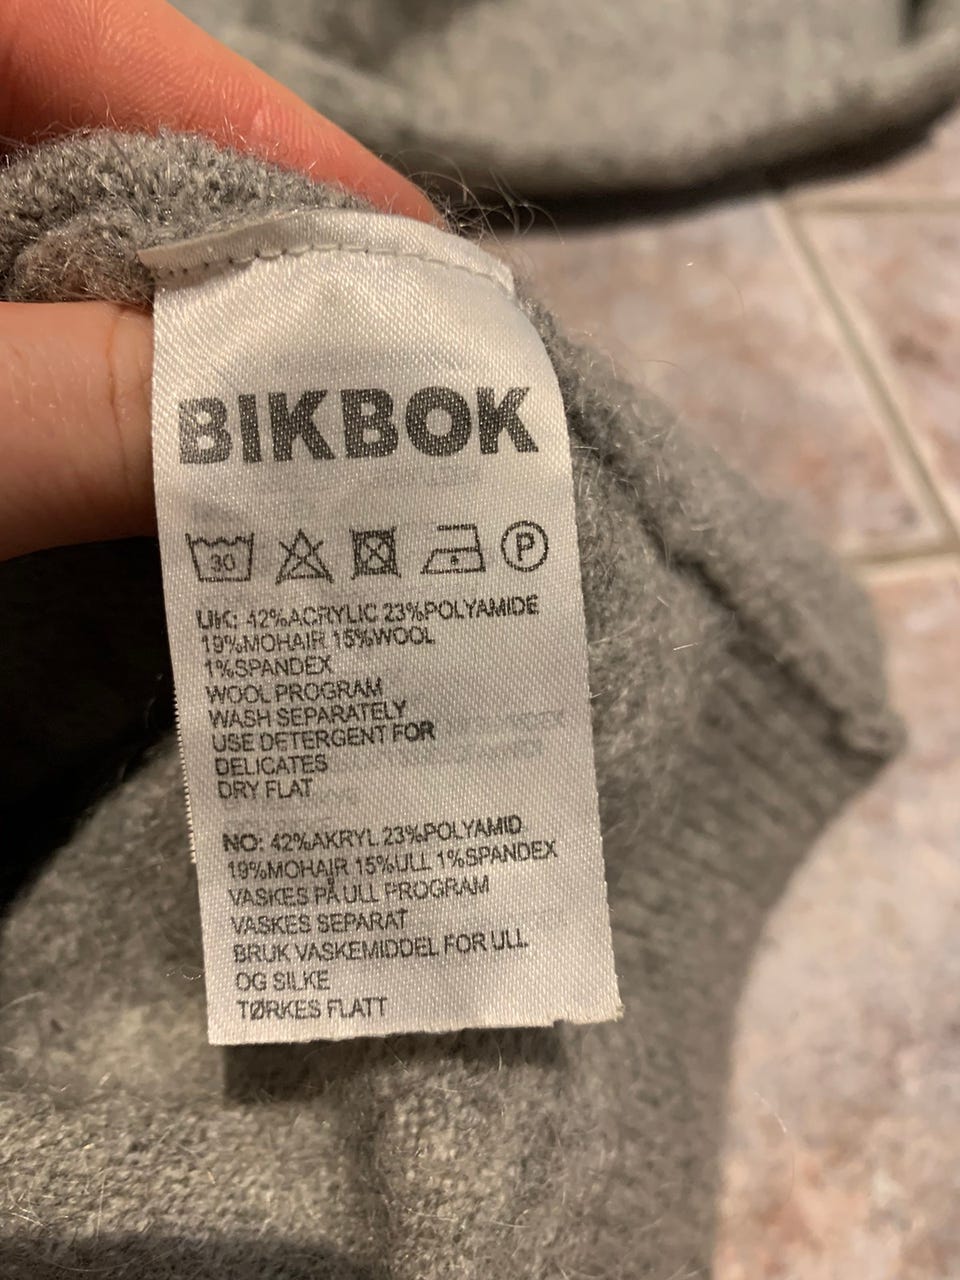 BIKBOK
30 P
UK: 42%ACRYLIC 23%POLYAMIDE
19%MOHAIR 15%WOOL
1%SPANDEX
WOOL PROGRAM
WASH SEPARATELY
USE DETERGENT FOR
DELICATES
DRY FLAT
NO: 42%AKRYL 23%POLYAMID
19%MOHAIR 15%ULL 1%SPANDEX
VASKES PÅ ULL PROGRAM
VASKES SEPARAT
BRUK VASKEMIDDEL FOR ULL
OG SILKE
TØRKES FLATT